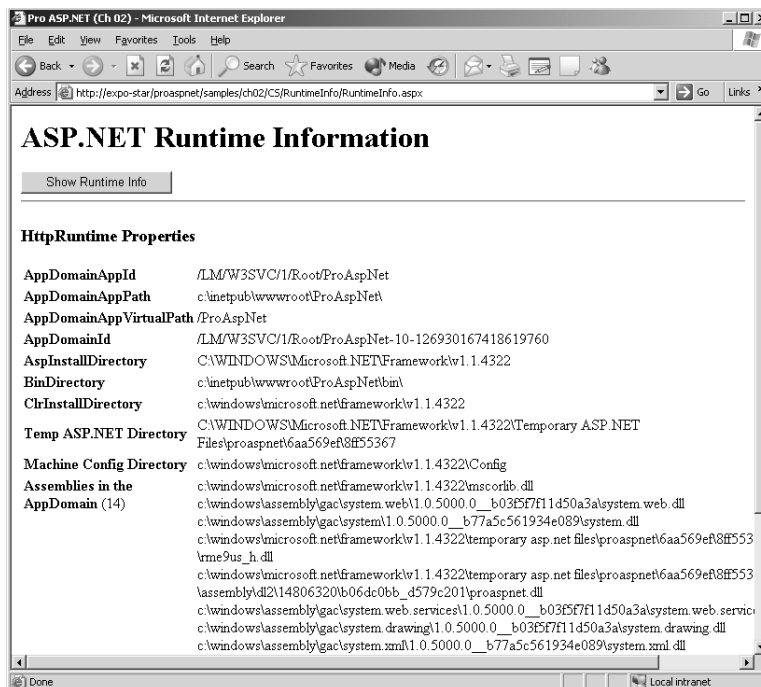 Pro ASP.NET (Ch 02) - Microsoft Internet Explorer
File Edit View Favorites Tools Help
Back Search Favorites Media
Address http://expo-star/proaspnet/samples/ch02/CS/RuntimeInfo/RuntimeInfo.aspx Go Links
ASP.NET Runtime Information
Show Runtime Info
HttpRuntime Properties
AppDomainAppId /LM/W3SVC/1/Root/ProAspNet
AppDomainAppPath c:\inetpub\wwwroot\ProAspNet\
AppDomainAppVirtualPath /ProAspNet
AppDomainId /LM/W3SVC/1/Root/ProAspNet-10-126930167418619760
AspInstallDirectory C:\WINDOWS\Microsoft.NET\Framework\v1.1.4322
BinDirectory c:\inetpub\wwwroot\ProAspNet\bin\
ClrInstallDirectory c:\windows\microsoft.net\framework\v1.1.4322
Temp ASP.NET Directory C:\WINDOWS\Microsoft.NET\Framework\v1.1.4322\Temporary ASP.NET
Files\proaspnet\6aa569ef\8ff55367
Machine Config Directory c:\windows\microsoft.net\framework\v1.1.4322\Config
Assemblies in the c:\windows\microsoft.net\framework\v1.1.4322\mscorlib.dll
AppDomain (14) c:\windows\assembly\gac\system.web\1.0.5000.0__b03f5f7f11d50a3a\system.web.dll
c:\windows\assembly\gac\system\1.0.5000.0__b77a5c561934e089\system.dll
c:\windows\microsoft.net\framework\v1.1.4322\temporary asp.net files\proaspnet\6aa569ef\8ff553
\rme9us_h.dll
c:\windows\microsoft.net\framework\v1.1.4322\temporary asp.net files\proaspnet\6aa569ef\8ff553
\assembly\dl2\14806320\b06dc0bb_d579c201\proaspnet.dll
c:\windows\assembly\gac\system.web.services\1.0.5000.0__b03f5f7f11d50a3a\system.web.servic
c:\windows\assembly\gac\system.drawing\1.0.5000.0__b03f5f7f11d50a3a\system.drawing.dll
c:\windows\assembly\gac\system.xml\1.0.5000.0__b77a5c561934e089\system.xml.dll
Done Local intranet